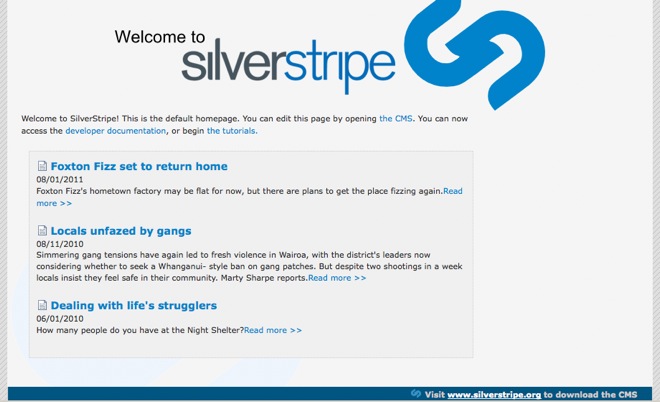 Welcome to
silverstripe
Welcome to SilverStripe! This is the default homepage. You can edit this page by opening the CMS. You can now
access the developer documentation, or begin the tutorials.
Foxton Fizz set to return home
08/01/2011
Foxton Fizz's hometown factory may be flat for now, but there are plans to get the place fizzing again.Read
more >>
Locals unfazed by gangs
08/11/2010
Simmering gang tensions have again led to fresh violence in Wairoa, with the district's leaders now
considering whether to seek a Whanganui- style ban on gang patches. But despite two shootings in a week
locals insist they feel safe in their community. Marty Sharpe reports.Read more >>
Dealing with life's strugglers
06/01/2010
How many people do you have at the Night Shelter?Read more >>
Visit www.silverstripe.org to download the CMS